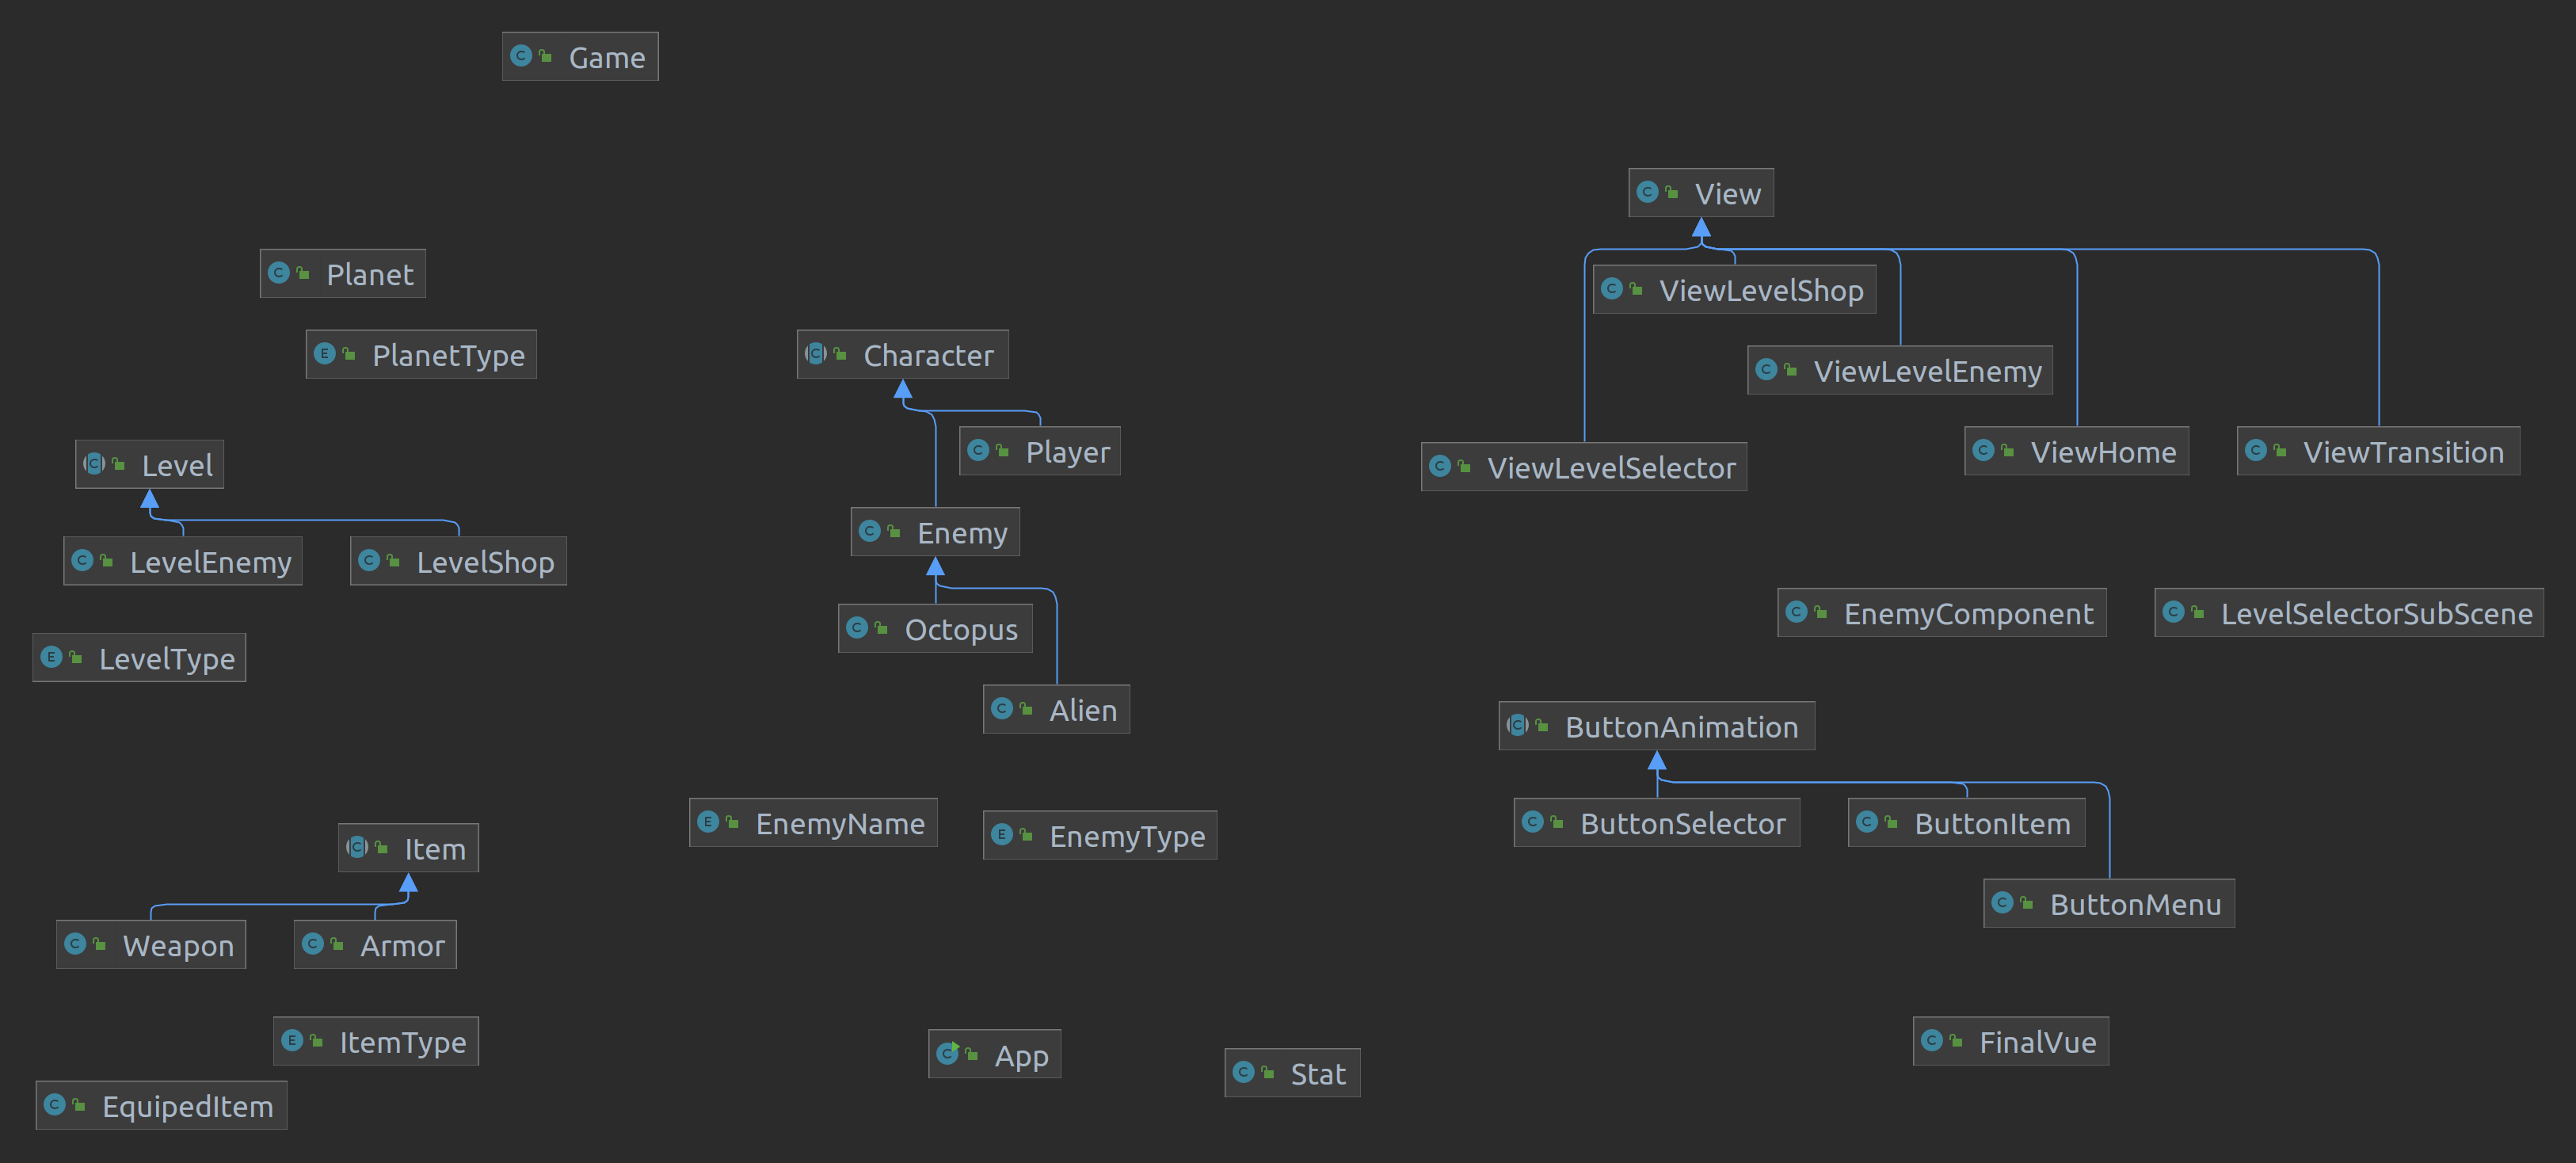 Game
View
Planet
ViewLevelShop
PlanetType
Character
ViewLevelEnemy
Level
Player
ViewLevelSelector
ViewHome
ViewTransition
Enemy
LevelEnemy
LevelShop
Octopus
EnemyComponent
LevelSelectorSubScene
LevelType
Alien
ButtonAnimation
EnemyName
EnemyType
ButtonSelector
ButtonItem
Item
ButtonMenu
Weapon
Armor
ItemType
App
Stat
FinalVue
EquipedItem